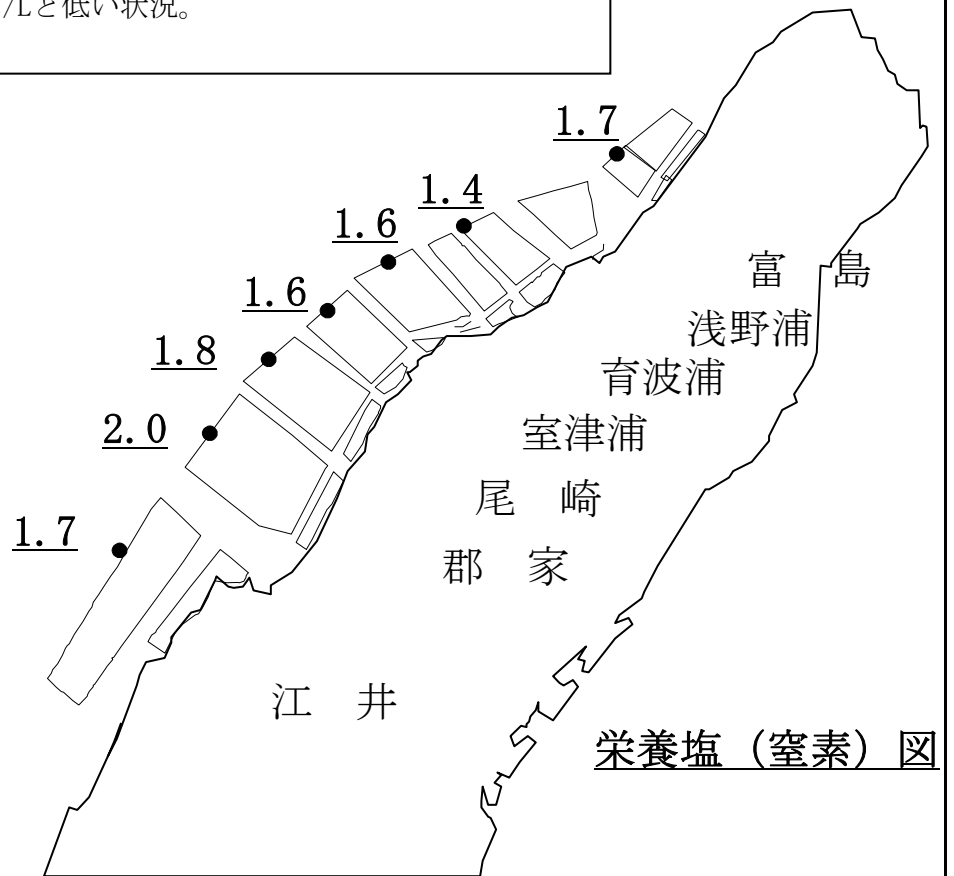 /Lと低い状況。
1.7
1.4
1.6
1.6
1.8
2.0
1.7
富 島
浅野浦
育波浦
室津浦
尾 崎
郡 家
江 井
栄養塩（窒素）図